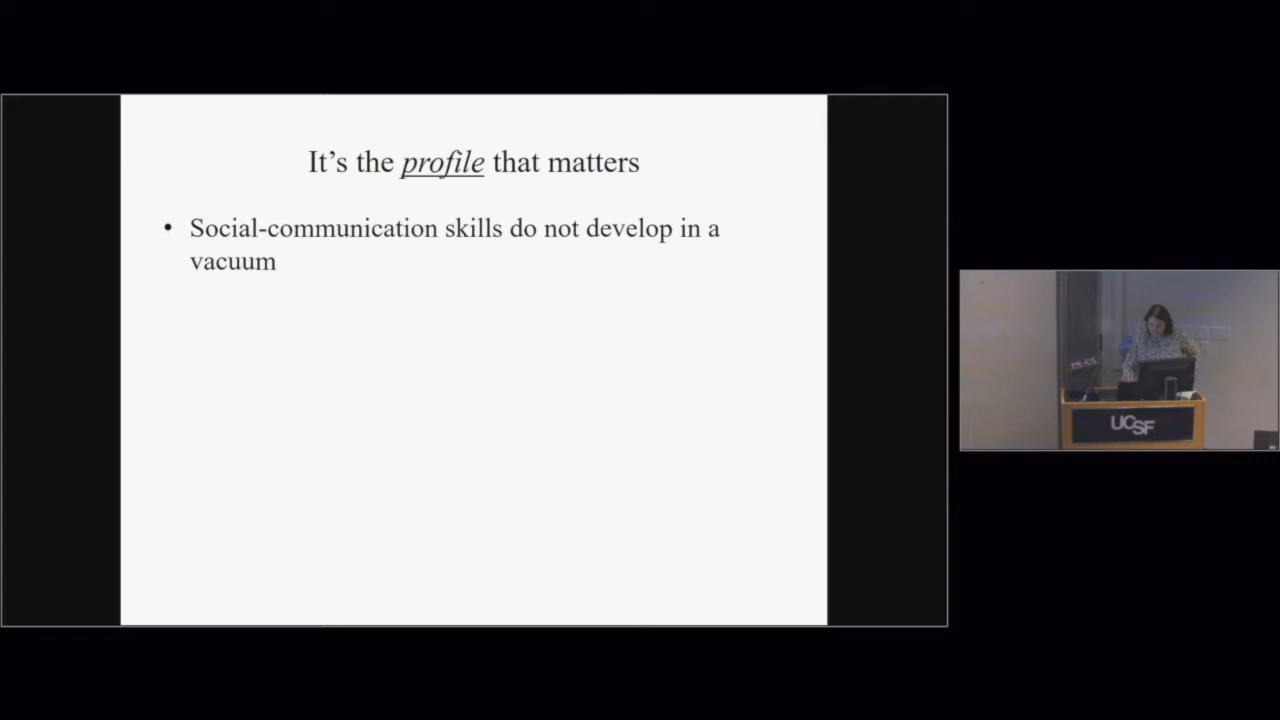 It’s the profile that matters
• Social-communication skills do not develop in a
vacuum
UCSF